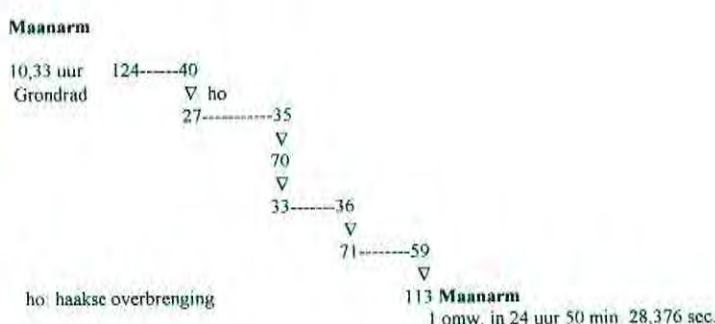 Maanarm
10,33 uur 124------40
Grondrad ∇ ho
27------------35
∇
70
∇
33-------36
∇
71--------59
∇
ho: haakse overbrenging 113 Maanarm
1 omw. in 24 uur 50 min. 28,376 sec.